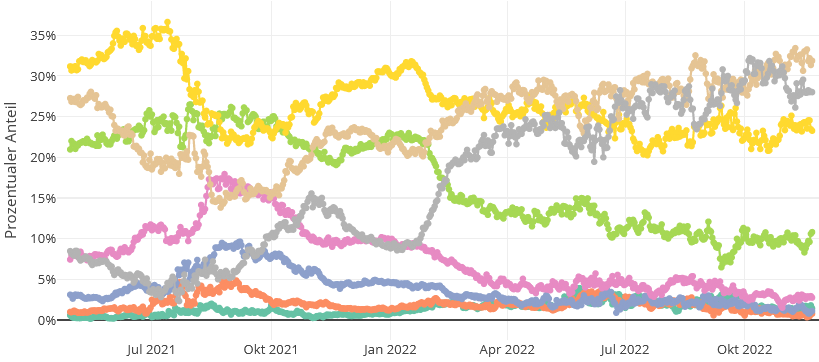 Prozentualer Anteil
35%
30%
25%
20%
15%
10%
5%
0%
Jul 2021
Okt 2021
Jan 2022
Apr 2022
Jul 2022
Okt 2022